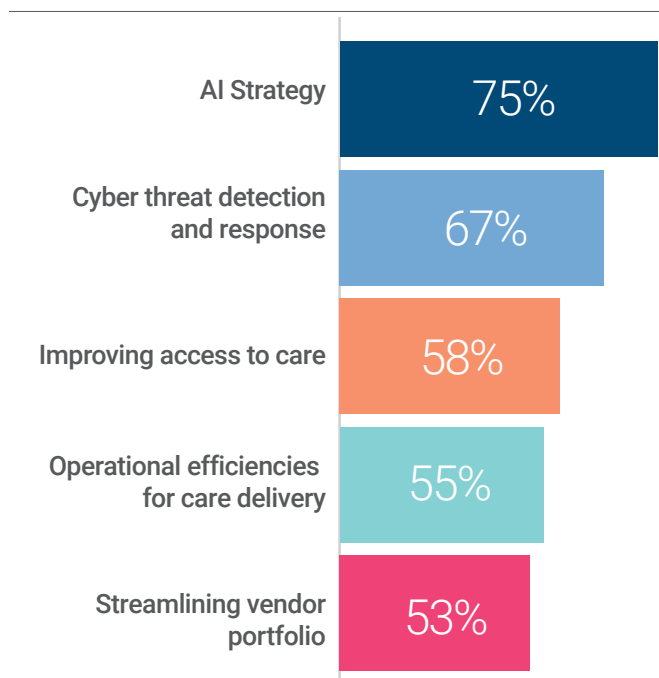 AI Strategy
75%
Cyber threat detection
and response
67%
Improving access to care
58%
Operational efficiencies
for care delivery
55%
Streamlining vendor
portfolio
53%